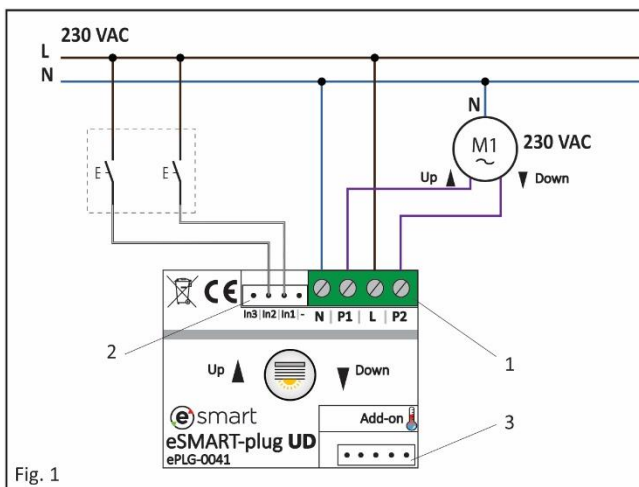 230 VAC
L
N
N
E
E
M1
~
230 VAC
Up
Down
CE
In3|In2|In1|-
N | P1 | L | P2
2
1
Up
Down
esmart
Add-on
eSMART-plug UD
ePLG-0041
3
Fig. 1